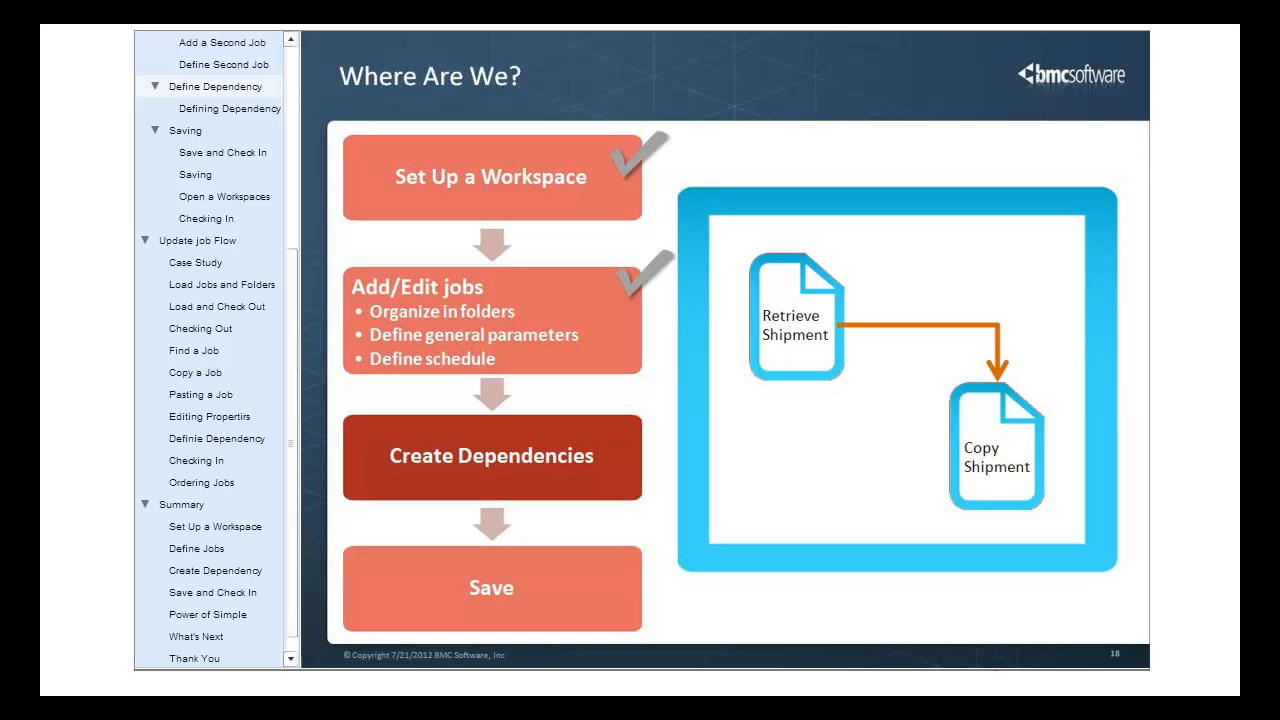 Add a Second Job
Define Second Job
Define Dependency
Defining Dependency
Saving
Save and Check In
Saving
Open a Workspaces
Checking In
Update job Flow
Case Study
Load Jobs and Folders
Load and Check Out
Checking Out
Find a Job
Copy a Job
Pasting a Job
Editing Propertirs
Definie Dependency
Checking In
Ordering Jobs
Summary
Set Up a Workspace
Define Jobs
Create Dependency
Save and Check In
Power of Simple
What's Next
Thank You
Where Are We?
bmcsoftware
Set Up a Workspace
Add/Edit jobs
• Organize in folders
• Define general parameters
• Define schedule
Create Dependencies
Save
Retrieve
Shipment
Copy
Shipment
© Copyright 7/21/2012 BMC Software, Inc
18